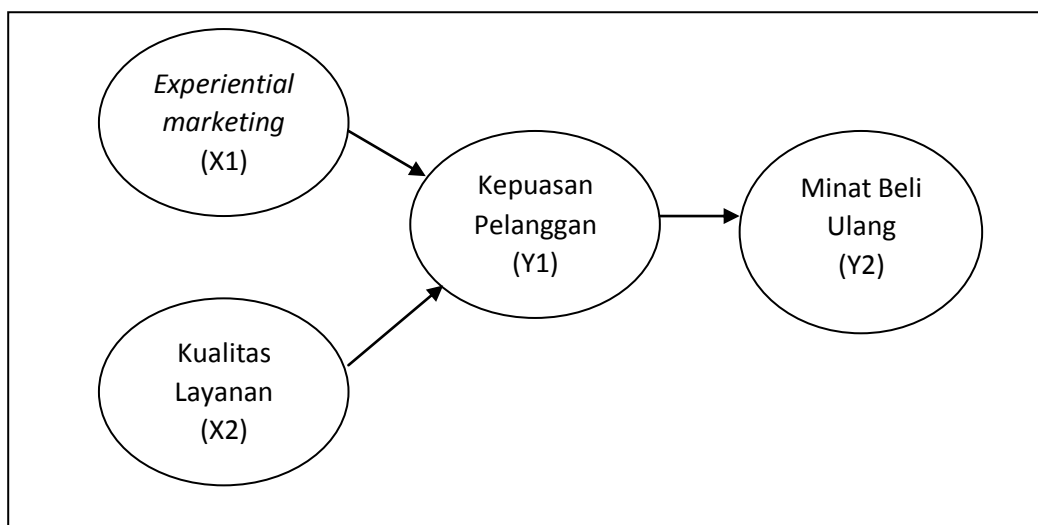 Experiential
marketing
(X1)
Kepuasan
Pelanggan
(Y1)
Minat Beli
Ulang
(Y2)
Kualitas
Layanan
(X2)